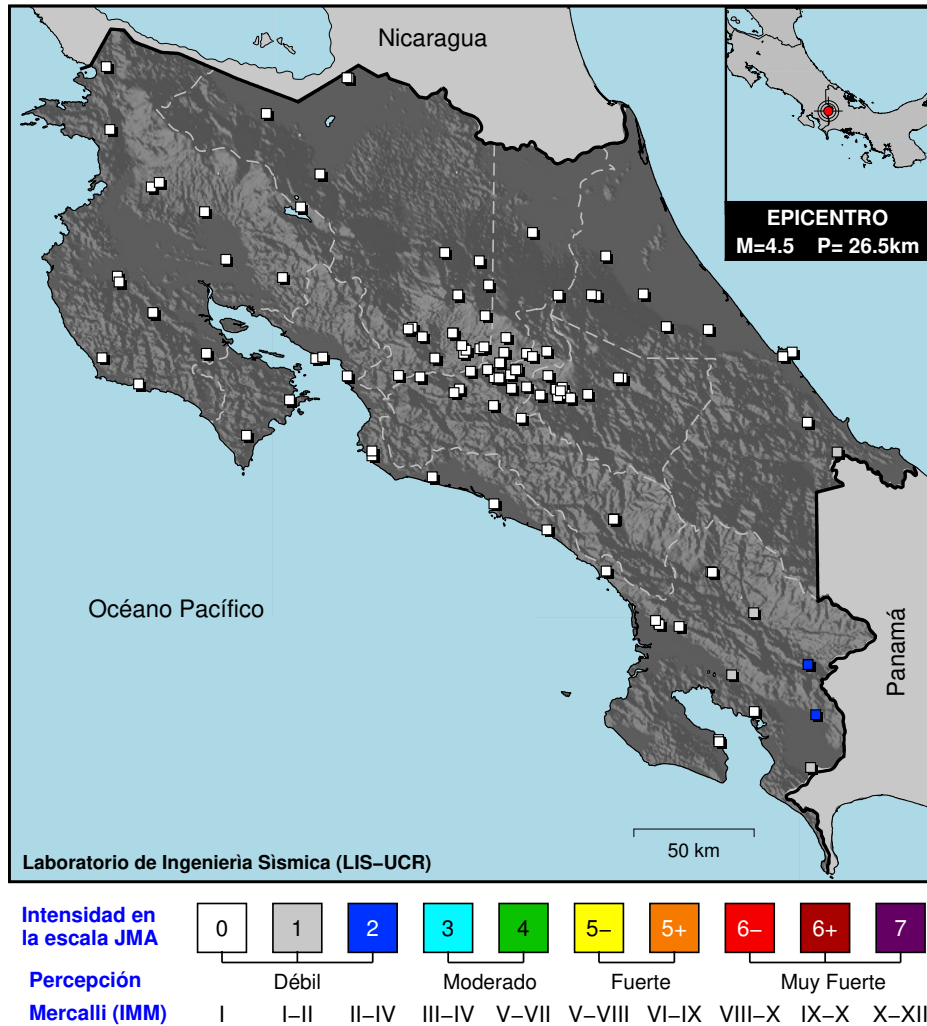 Nicaragua
EPICENTRO
M=4.5 P= 26.5km
Océano Pacífico
Panamá
50 km
Laboratorio de Ingenierìa Sìsmica (LIS−UCR)
Intensidad en
la escala JMA
0 1 2 3 4 5− 5+ 6− 6+ 7
Percepción Débil Moderado Fuerte Muy Fuerte
Mercalli (IMM) I I−II II−IV III−IV V−VII V−VIII VI−IX VIII−X IX−X X−XII